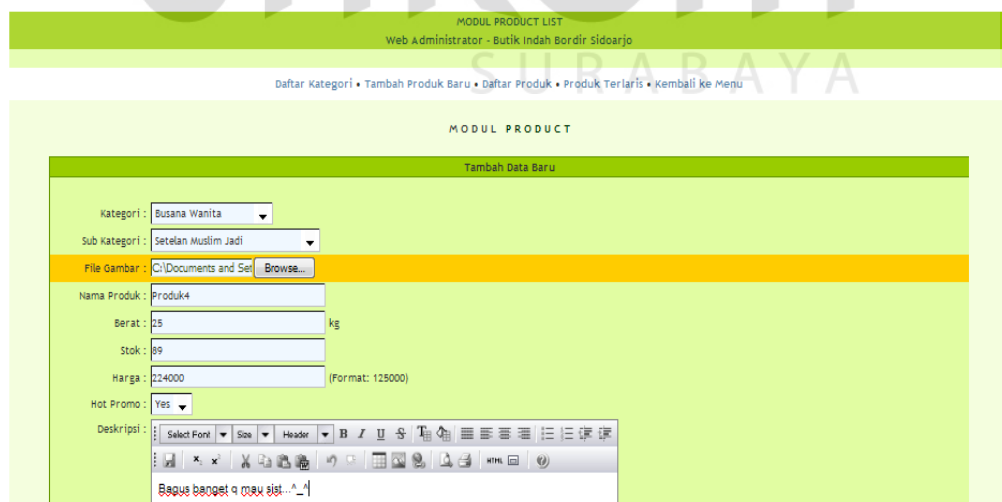 MODUL PRODUCT LIST
Web Administrator - Butik Indah Bordir Sidoarjo
SURABAYA
Daftar Kategori • Tambah Produk Baru • Daftar Produk • Produk Terlaris • Kembali ke Menu
MODUL PRODUCT
Tambah Data Baru
Kategori : Busana Wanita
Sub Kategori : Setelan Muslim Jadi
File Gambar : C:\Documents and Set Browse...
Nama Produk : Produk4
Berat : 25 kg
Stok : 89
Harga : 224000 (Format: 125000)
Hot Promo : Yes
Deskripsi : Select Font Size Header B I U S
HTML
Bagus banget q mau sist...^_^